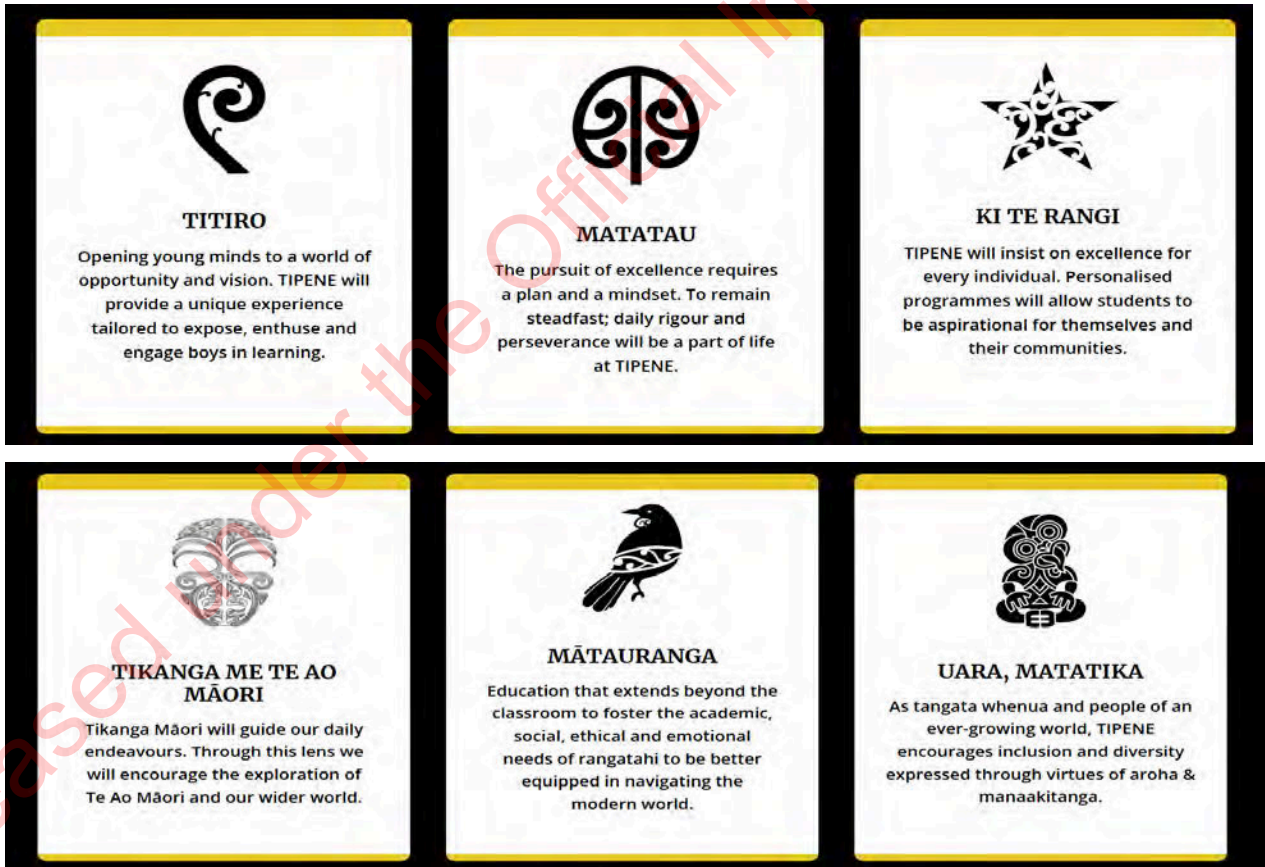 TITIRO
Opening young minds to a world of
opportunity and vision. TIPENE will
provide a unique experience
tailored to expose, enthuse and
engage boys in learning.
MATATAU
The pursuit of excellence requires
a plan and a mindset. To remain
steadfast; daily rigour and
perseverance will be a part of life
at TIPENE.
KI TE RANGI
TIPENE will insist on excellence for
every individual. Personalised
programmes will allow students to
be aspirational for themselves and
their communities.
TIKANGA ME TE AO
MĀORI
Tikanga Māori will guide our daily
endeavours. Through this lens we
will encourage the exploration of
Te Ao Māori and our wider world.
MĀTAURANGA
Education that extends beyond the
classroom to foster the academic,
social, ethical and emotional
needs of rangatahi to be better
equipped in navigating the
modern world.
UARA, MATATIKA
As tangata whenua and people of an
ever-growing world, TIPENE
encourages inclusion and diversity
expressed through virtues of aroha &
manaakitanga.
under the Official